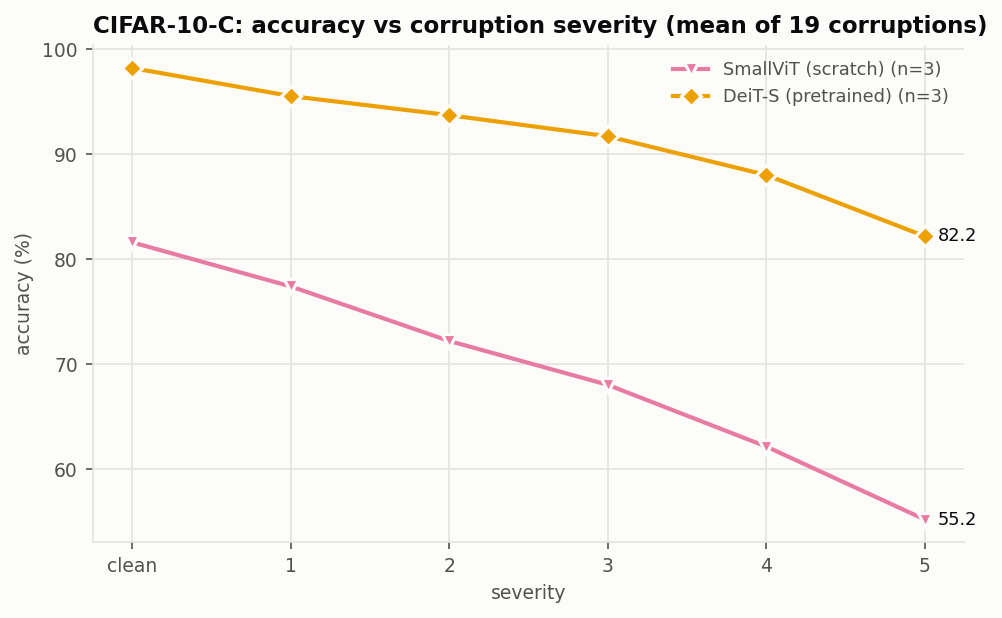 CIFAR-10-C: accuracy vs corruption severity (mean of 19 corruptions)
SmallViT (scratch) (n=3)
DeiT-S (pretrained) (n=3)
accuracy (%)
100
90
80
70
60
82.2
55.2
clean 1 2 3 4 5
severity